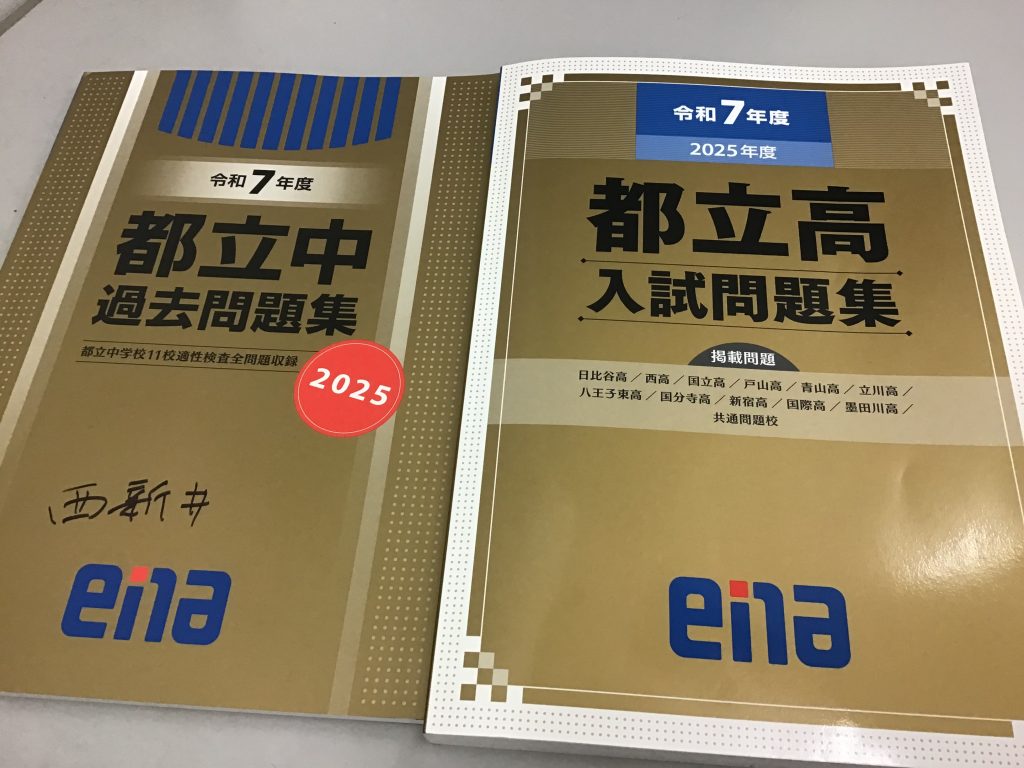 令和7年度
都立中
過去問題集
都立中学校11校適性検査全問題収録
2025
西新井
ena
令和7年度
2025年度
都立高
入試問題集
掲載問題
日比谷高／西高／国立高／戸山高／青山高／立川高／
八王子東高／国分寺高／新宿高／国際高／墨田川高／
共通問題校
ena